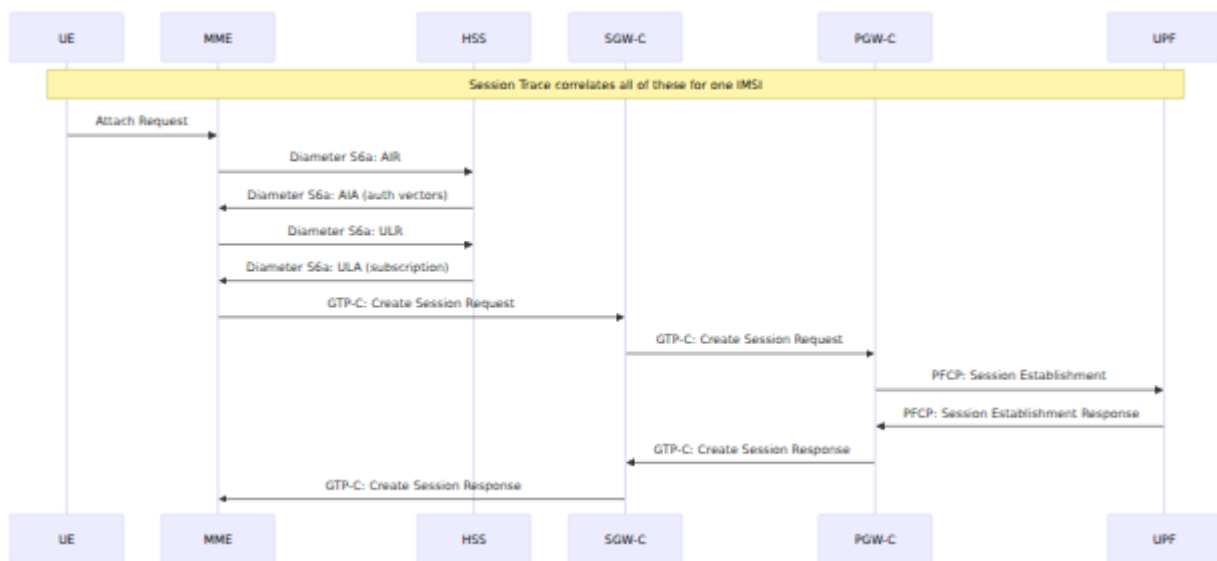 UE
MME
HSS
SGW-C
PGW-C
UPF
Session Trace correlates all of these for one IMSI
Attach Request
Diameter S6a: AIR
Diameter S6a: AIA (auth vectors)
Diameter S6a: ULR
Diameter S6a: ULA (subscription)
GTP-C: Create Session Request
GTP-C: Create Session Request
PFCP: Session Establishment
PFCP: Session Establishment Response
GTP-C: Create Session Response
GTP-C: Create Session Response
UE
MME
HSS
SGW-C
PGW-C
UPF